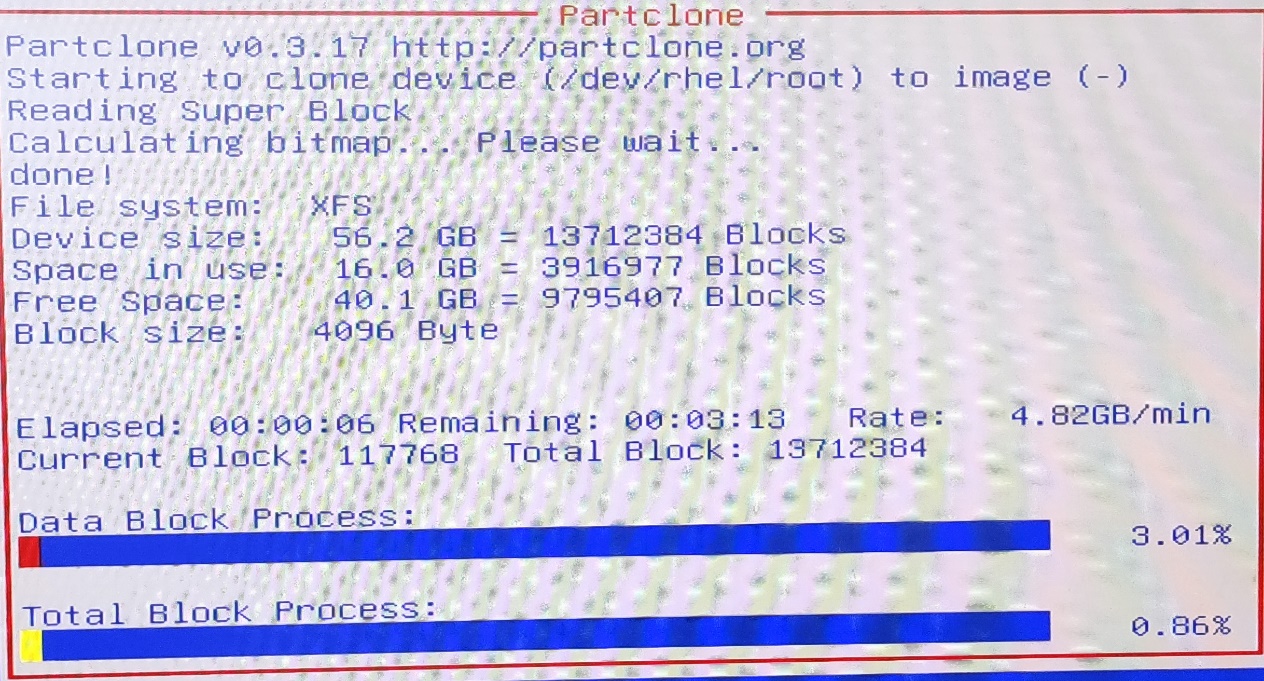 Partclone
Partclone v0.3.17 http://partclone.org
Starting to clone device (/dev/rhel/root) to image (-)
Reading Super Block
Calculating bitmap... Please wait...
done!
File system: XFS
Device size: 56.2 GB = 13712384 Blocks
Space in use: 16.0 GB = 3916977 Blocks
Free Space: 40.1 GB = 9795407 Blocks
Block size: 4096 Byte
Elapsed: 00:00:06 Remaining: 00:03:13 Rate: 4.82GB/min
Current Block: 117768 Total Block: 13712384
Data Block Process:
3.01%
Total Block Process:
0.86%